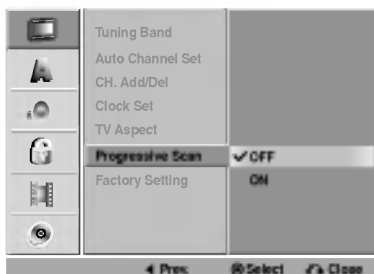 Tuning Band
Auto Channel Set
CH. Add/Del
Clock Set
TV Aspect
Progressive Scan ✔ OFF
Factory Setting ON
◄ Prev. Select Close